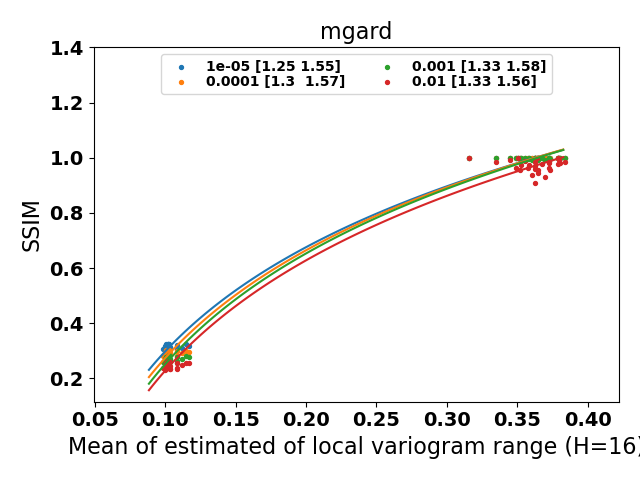 mgard
1e-05 [1.25 1.55]
0.0001 [1.3  1.57]
0.001 [1.33 1.58]
0.01 [1.33 1.56]
SSIM
1.4
1.2
1.0
0.8
0.6
0.4
0.2
0.05 0.10 0.15 0.20 0.25 0.30 0.35 0.40
Mean of estimated of local variogram range (H=16)